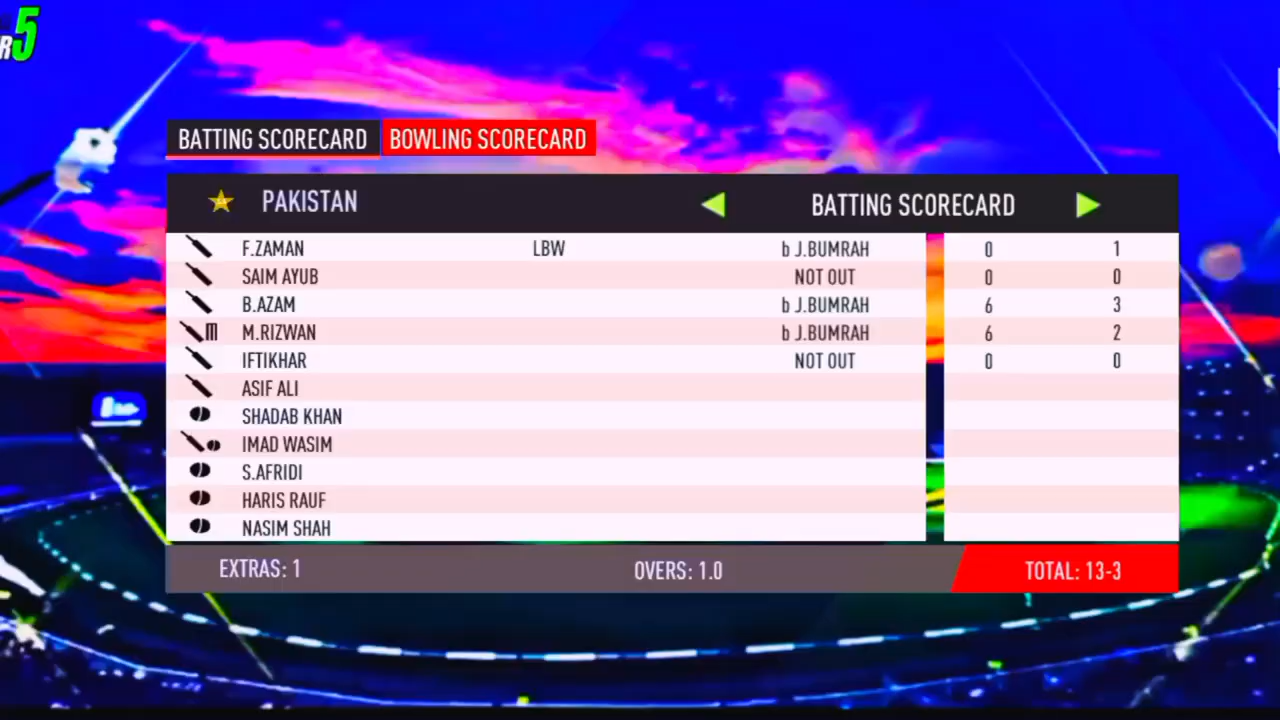 R5
BATTING SCORECARD BOWLING SCORECARD
PAKISTAN BATTING SCORECARD
F.ZAMAN LBW b J.BUMRAH 0 1
SAIM AYUB NOT OUT 0 0
B.AZAM b J.BUMRAH 6 3
M.RIZWAN b J.BUMRAH 6 2
IFTIKHAR NOT OUT 0 0
ASIF ALI
SHADAB KHAN
IMAD WASIM
S.AFRIDI
HARIS RAUF
NASIM SHAH
EXTRAS: 1 OVERS: 1.0 TOTAL: 13-3